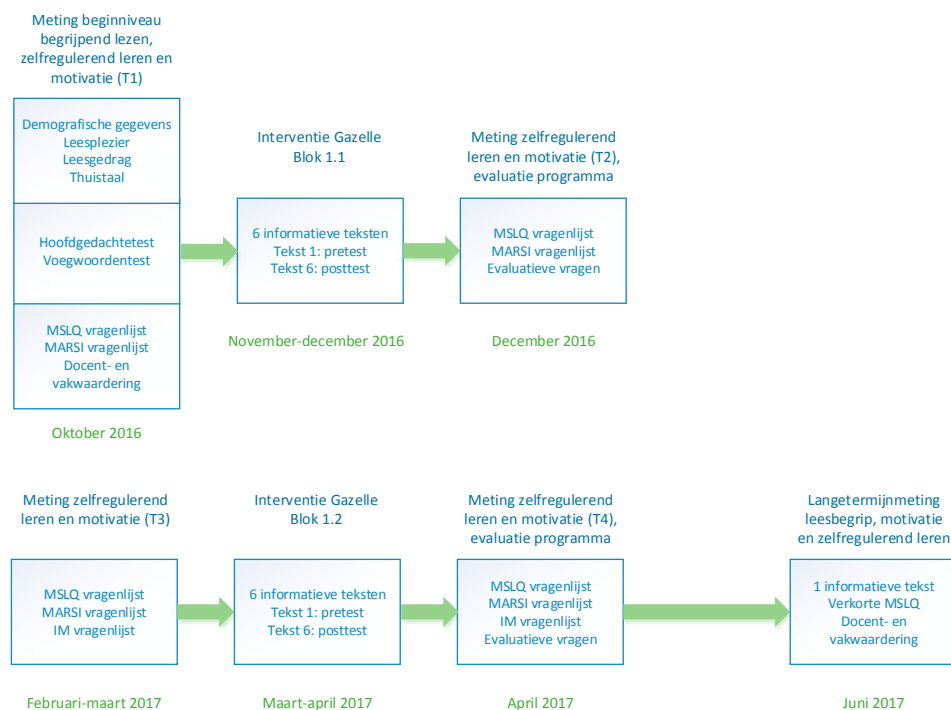 Meting beginniveau
begrijpend lezen,
zelfregulerend leren en
motivatie (T1)
Demografische gegevens
Leesplezier
Leesgedrag
Thuistaal
Hoofdgedachtetest
Voegwoordentest
MSLQ vragenlijst
MARSI vragenlijst
Docent- en
vakwaardering
Oktober 2016
Interventie Gazelle
Blok 1.1
6 informatieve teksten
Tekst 1: pretest
Tekst 6: posttest
November-december 2016
Meting zelfregulerend
leren en motivatie (T2),
evaluatie programma
MSLQ vragenlijst
MARSI vragenlijst
Evaluatieve vragen
December 2016
Meting zelfregulerend
leren en motivatie (T3)
MSLQ vragenlijst
MARSI vragenlijst
IM vragenlijst
Februari-maart 2017
Interventie Gazelle
Blok 1.2
6 informatieve teksten
Tekst 1: pretest
Tekst 6: posttest
Maart-april 2017
Meting zelfregulerend
leren en motivatie (T4),
evaluatie programma
MSLQ vragenlijst
MARSI vragenlijst
IM vragenlijst
Evaluatieve vragen
April 2017
Langetermijnmeting
leesbegrip, motivatie
en zelfregulerend leren
1 informatieve tekst
Verkorte MSLQ
Docent- en
vakwaardering
Juni 2017